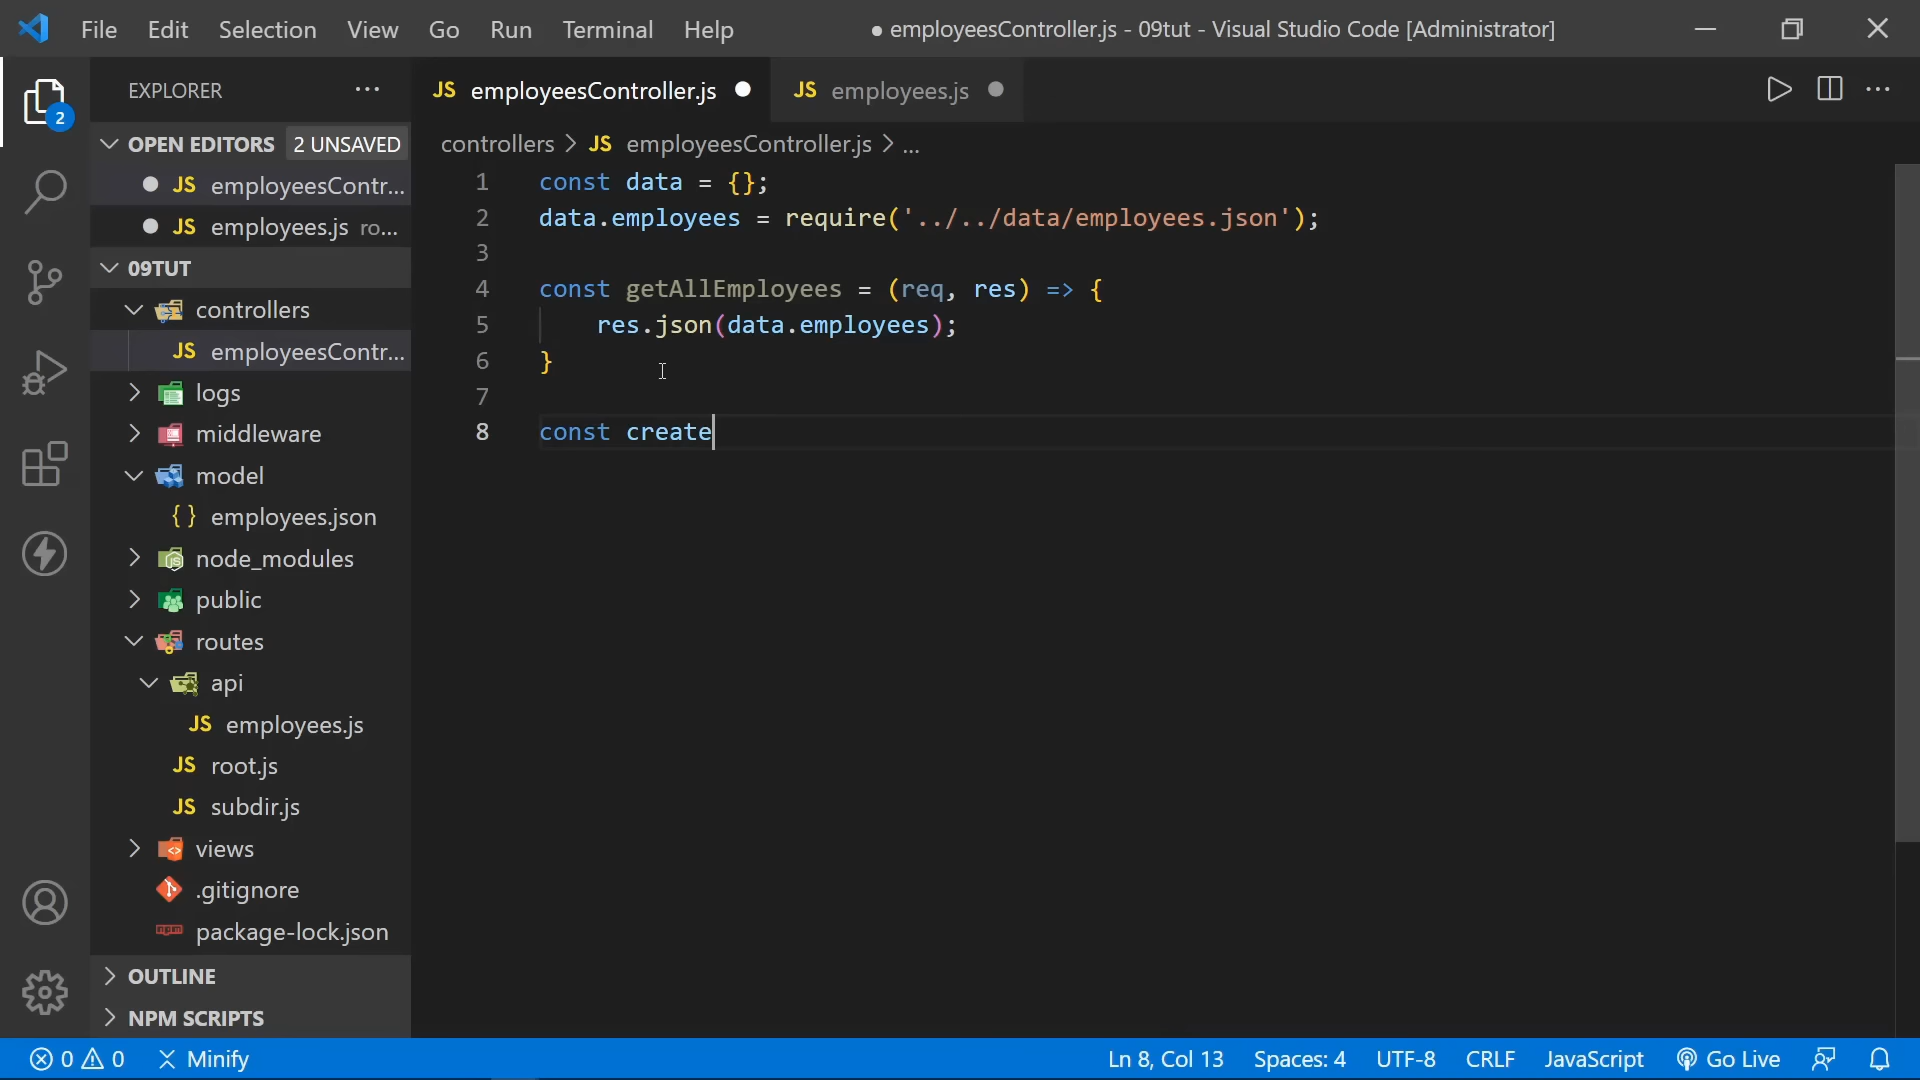 File Edit Selection View Go Run Terminal Help
● employeesController.js - 09tut - Visual Studio Code [Administrator]
EXPLORER ...
2
OPEN EDITORS 2 UNSAVED
JS employeesContr...
JS employees.js ro...
09TUT
controllers
JS employeesContr...
logs
middleware
model
{ } employees.json
node_modules
public
routes
api
JS employees.js
JS root.js
JS subdir.js
views
.gitignore
package-lock.json
OUTLINE
NPM SCRIPTS
JS employeesController.js ●
JS employees.js ●
controllers > JS employeesController.js > ...
1 const data = {};
2 data.employees = require('../../data/employees.json');
3
4 const getAllEmployees = (req, res) => {
5 res.json(data.employees);
6 }
7
8 const create
0 0 Minify
Ln 8, Col 13 Spaces: 4 UTF-8 CRLF JavaScript Go Live